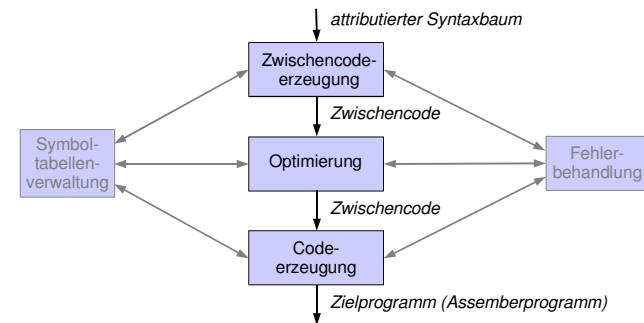 attributierter Syntaxbaum
Zwischencode-
erzeugung
Zwischencode
Symbol-
tabellen-
verwaltung
Optimierung
Fehler-
behandlung
Zwischencode
Code-
erzeugung
Zielprogramm (Assemberprogramm)